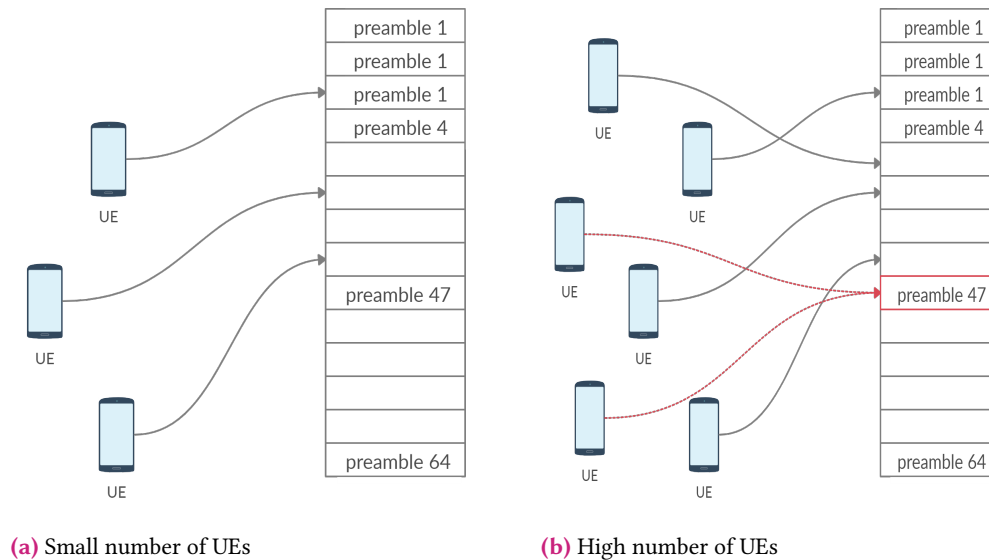 preamble 1
preamble 1
preamble 1
preamble 4
preamble 47
preamble 64
UE
UE
UE
(a) Small number of UEs
preamble 1
preamble 1
preamble 1
preamble 4
preamble 47
preamble 64
UE
UE
UE
UE
UE
UE
(b) High number of UEs